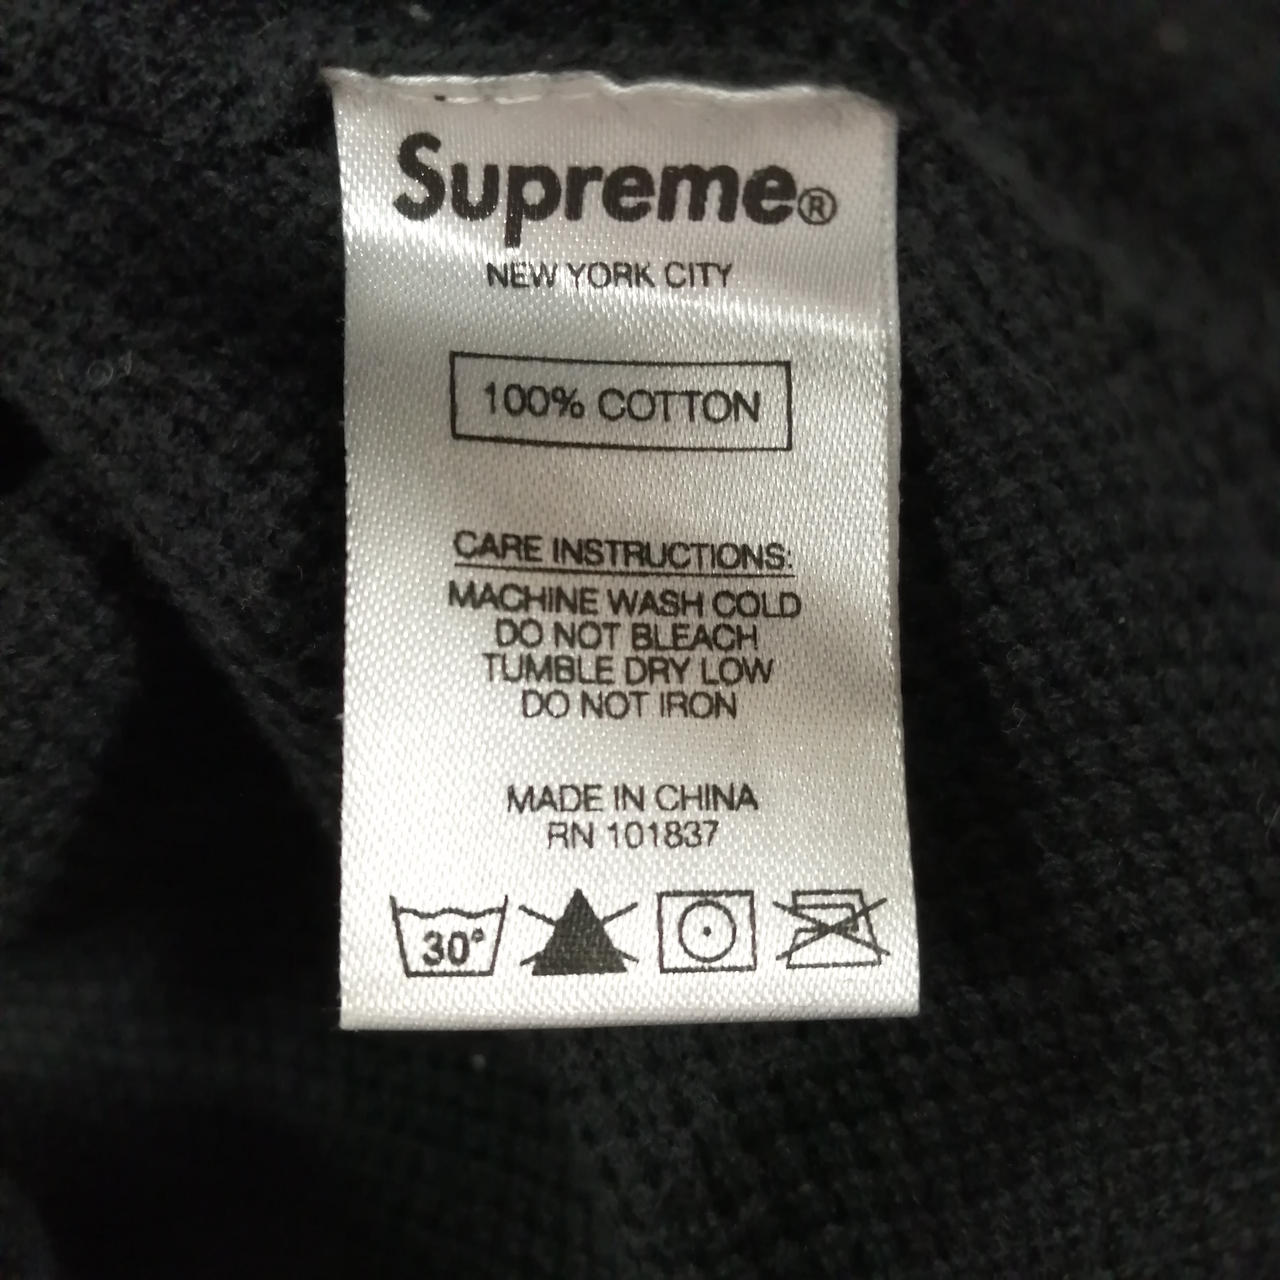 Supreme®
NEW YORK CITY
100% COTTON
CARE INSTRUCTIONS:
MACHINE WASH COLD
DO NOT BLEACH
TUMBLE DRY LOW
DO NOT IRON
MADE IN CHINA
RN 101837
30°